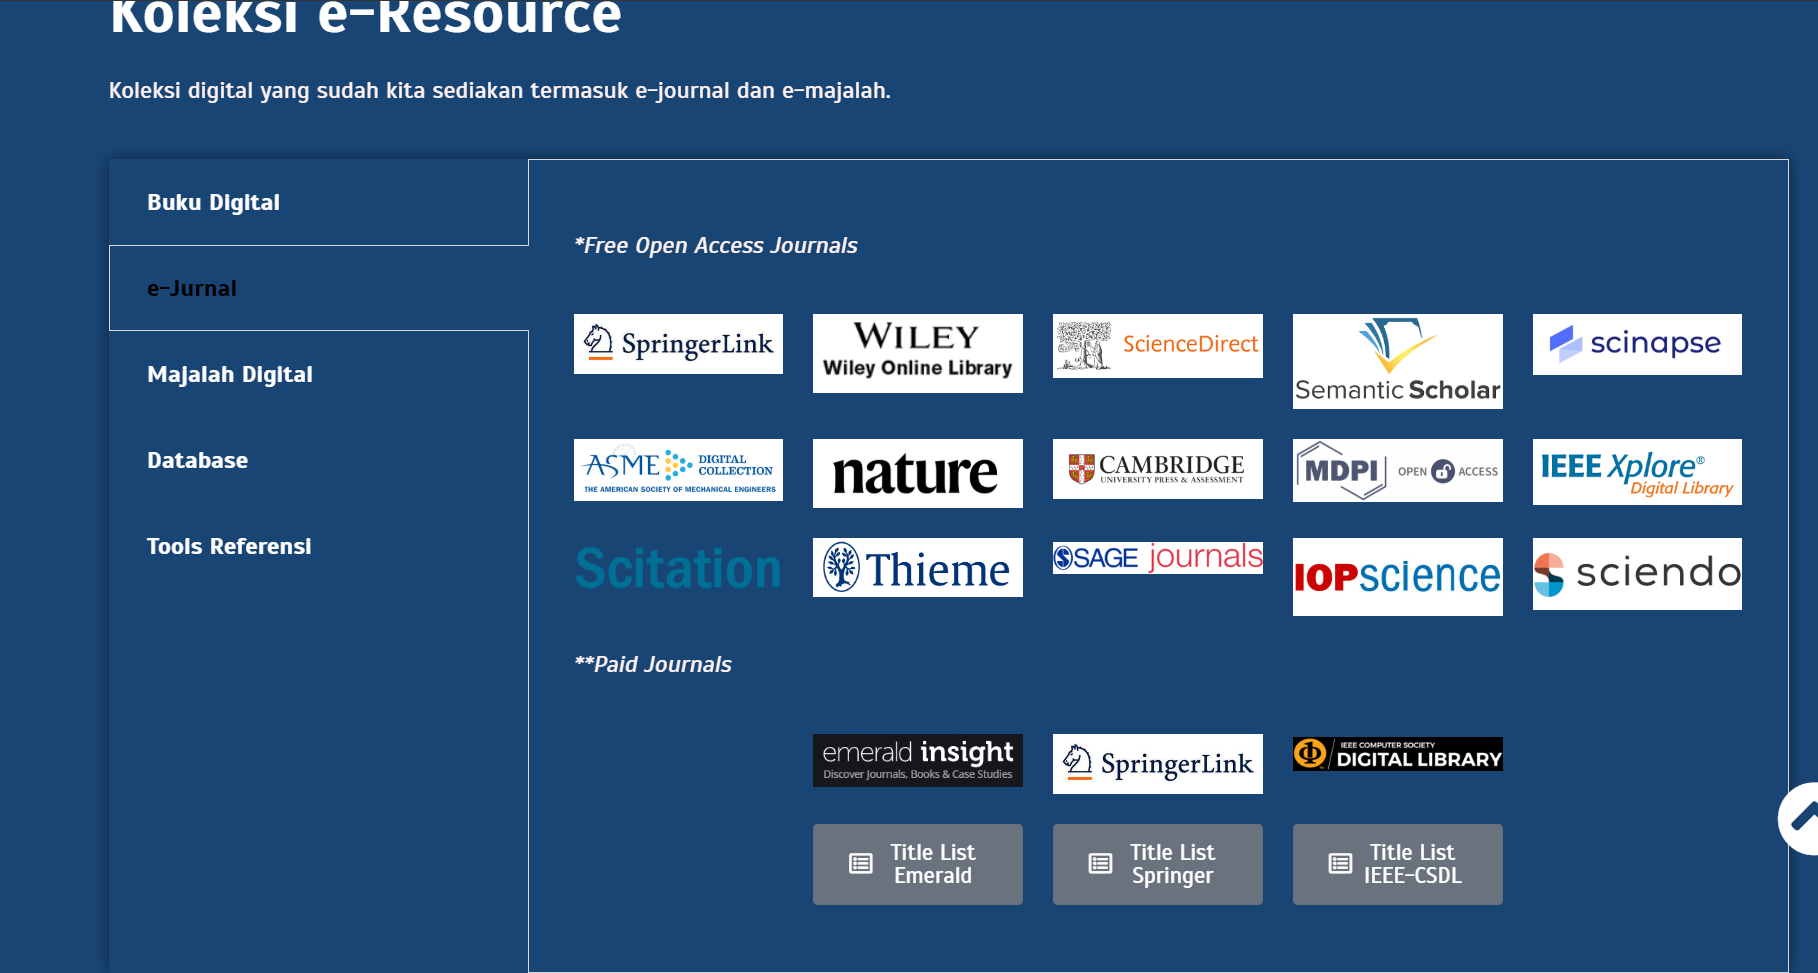 Koleksi e-Resource
Koleksi digital yang sudah kita sediakan termasuk e-journal dan e-majalah.
Buku Digital
e-Jurnal
Majalah Digital
Database
Tools Referensi
*Free Open Access Journals
SpringerLink
WILEY
Wiley Online Library
ScienceDirect
Semantic Scholar
scinapse
ASME DIGITAL COLLECTION
THE AMERICAN SOCIETY OF MECHANICAL ENGINEERS
nature
CAMBRIDGE
UNIVERSITY PRESS & ASSESSMENT
MDPI OPEN ACCESS
IEEE Xplore®
Digital Library
Scitation
Thieme
SAGE journals
IOPscience
sciendo
**Paid Journals
emerald insight
Discover Journals, Books & Case Studies
SpringerLink
IEEE COMPUTER SOCIETY
DIGITAL LIBRARY
Title List
Emerald
Title List
Springer
Title List
IEEE-CSDL